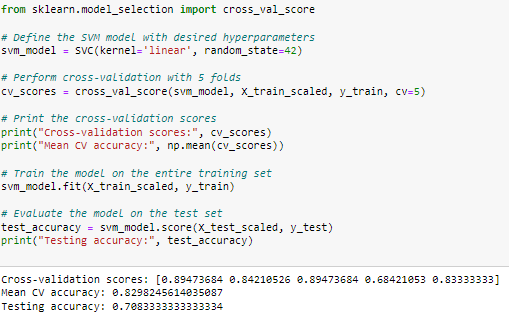 from sklearn.model_selection import cross_val_score
# Define the SVM model with desired hyperparameters
svm_model = SVC(kernel='linear', random_state=42)
# Perform cross-validation with 5 folds
cv_scores = cross_val_score(svm_model, X_train_scaled, y_train, cv=5)
# Print the cross-validation scores
print("Cross-validation scores:", cv_scores)
print("Mean CV accuracy:", np.mean(cv_scores))
# Train the model on the entire training set
svm_model.fit(X_train_scaled, y_train)
# Evaluate the model on the test set
test_accuracy = svm_model.score(X_test_scaled, y_test)
print("Testing accuracy:", test_accuracy)
Cross-validation scores: [0.89473684 0.84210526 0.89473684 0.68421053 0.83333333]
Mean CV accuracy: 0.8298245614035087
Testing accuracy: 0.7083333333333334